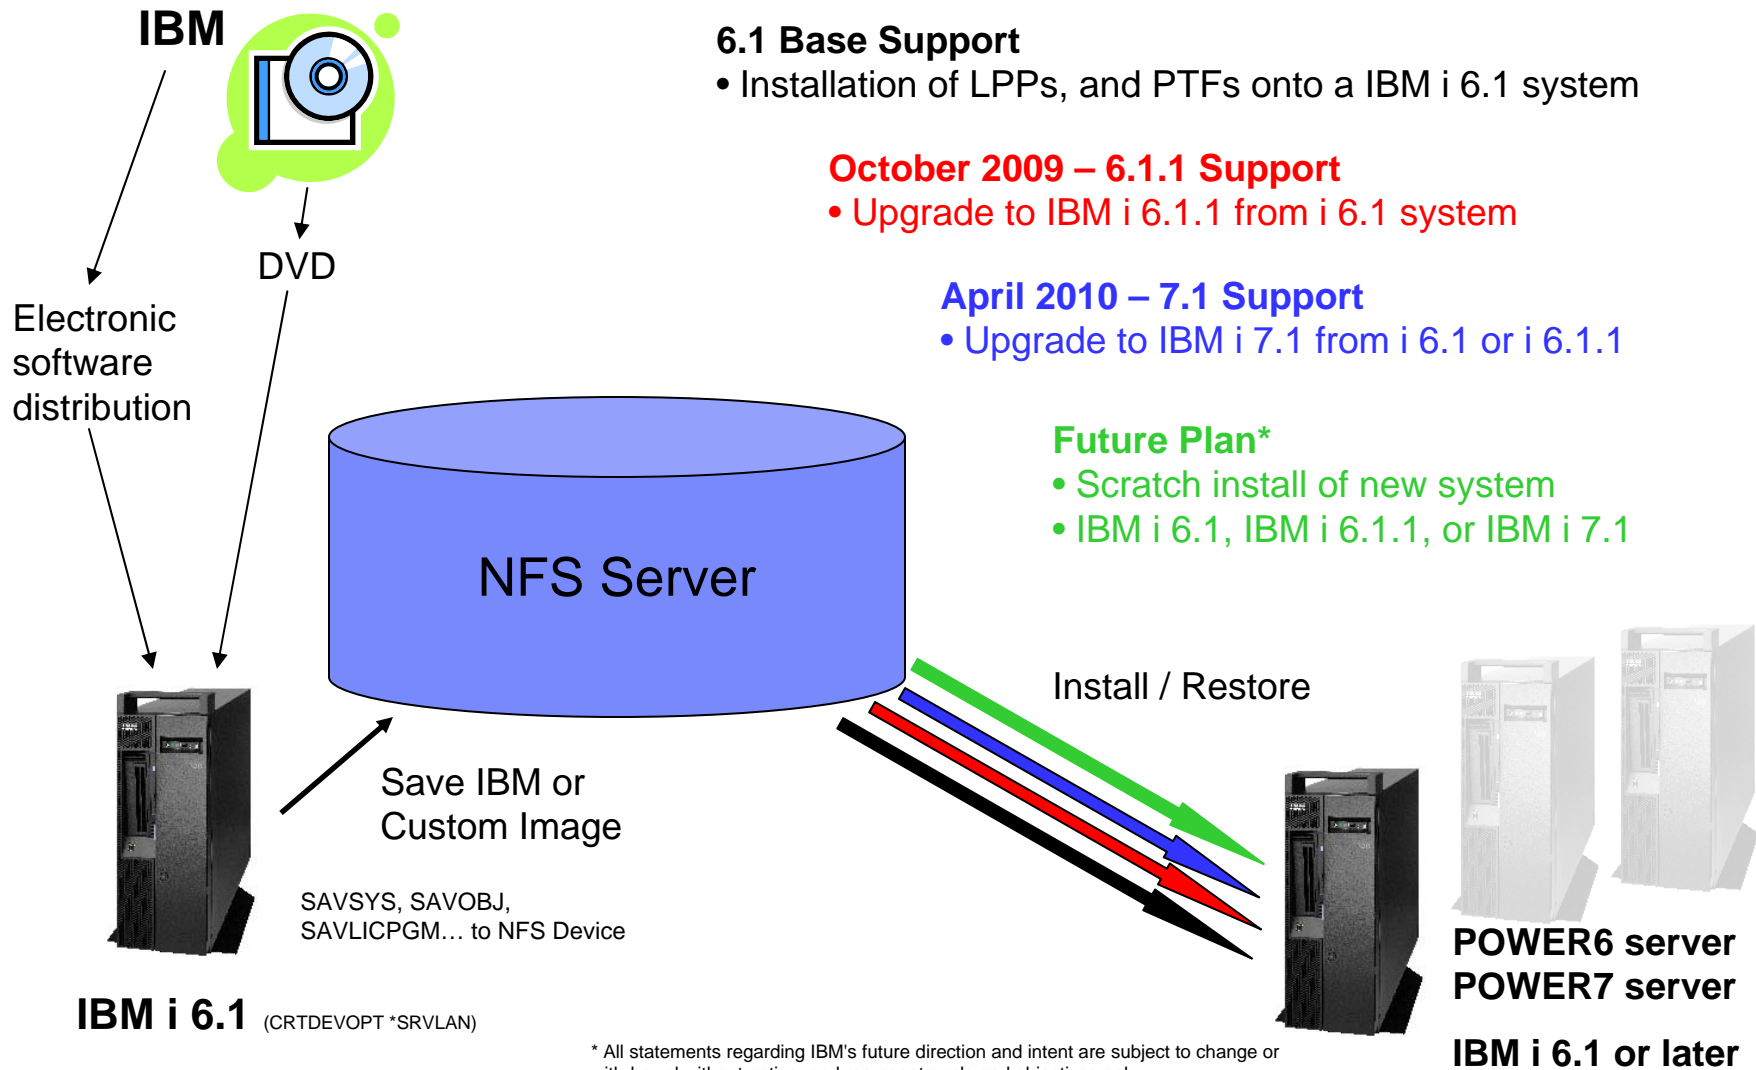 IBM
6.1 Base Support
• Installation of LPPs, and PTFs onto a IBM i 6.1 system
October 2009 – 6.1.1 Support
• Upgrade to IBM i 6.1.1 from i 6.1 system
DVD
April 2010 – 7.1 Support
• Upgrade to IBM i 7.1 from i 6.1 or i 6.1.1
Electronic
software
distribution
Future Plan*
• Scratch install of new system
• IBM i 6.1, IBM i 6.1.1, or IBM i 7.1
NFS Server
Install / Restore
Save IBM or
Custom Image
SAVSYS, SAVOBJ,
SAVLICPGM... to NFS Device
IBM i 6.1 (CRTDEVOPT *SRVLAN)
POWER6 server
POWER7 server
IBM i 6.1 or later
* All statements regarding IBM's future direction and intent are subject to change or